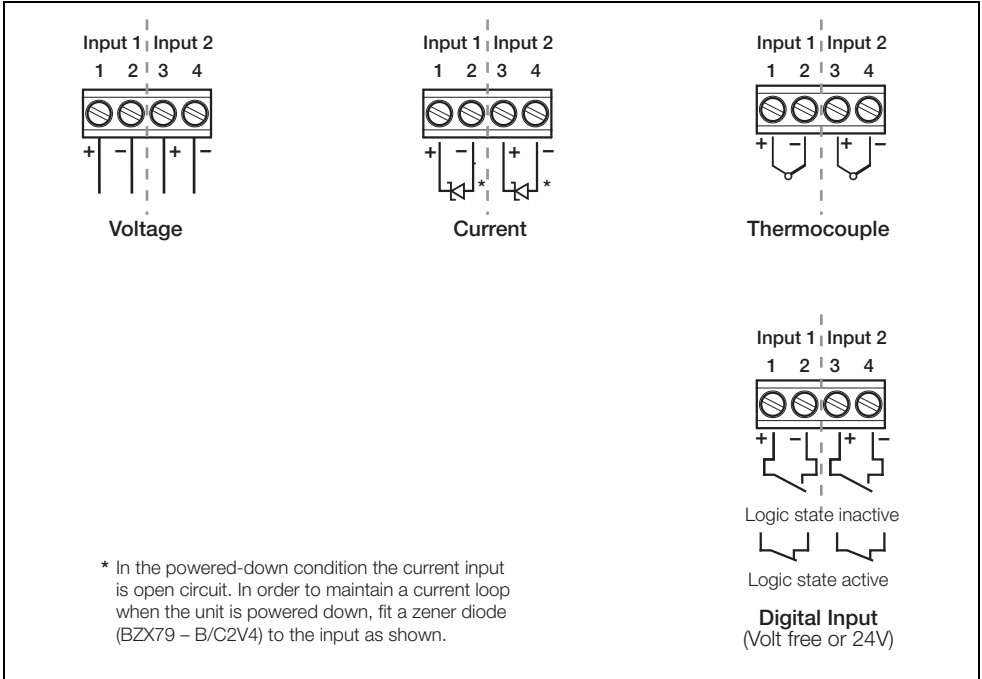 Input 1 Input 2
1 2 3 4
+ − + −
Voltage
Input 1 Input 2
1 2 3 4
+ − + −
* *
Current
Input 1 Input 2
1 2 3 4
+ − + −
Thermocouple
Input 1 Input 2
1 2 3 4
+ − + −
Logic state inactive
Logic state active
Digital Input
(Volt free or 24V)
* In the powered-down condition the current input
is open circuit. In order to maintain a current loop
when the unit is powered down, fit a zener diode
(BZX79 – B/C2V4) to the input as shown.